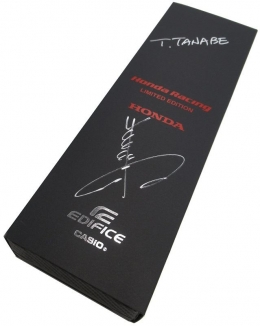 T. TANABE
Honda Racing
LIMITED EDITION
HONDA
EDIFICE
CASIO